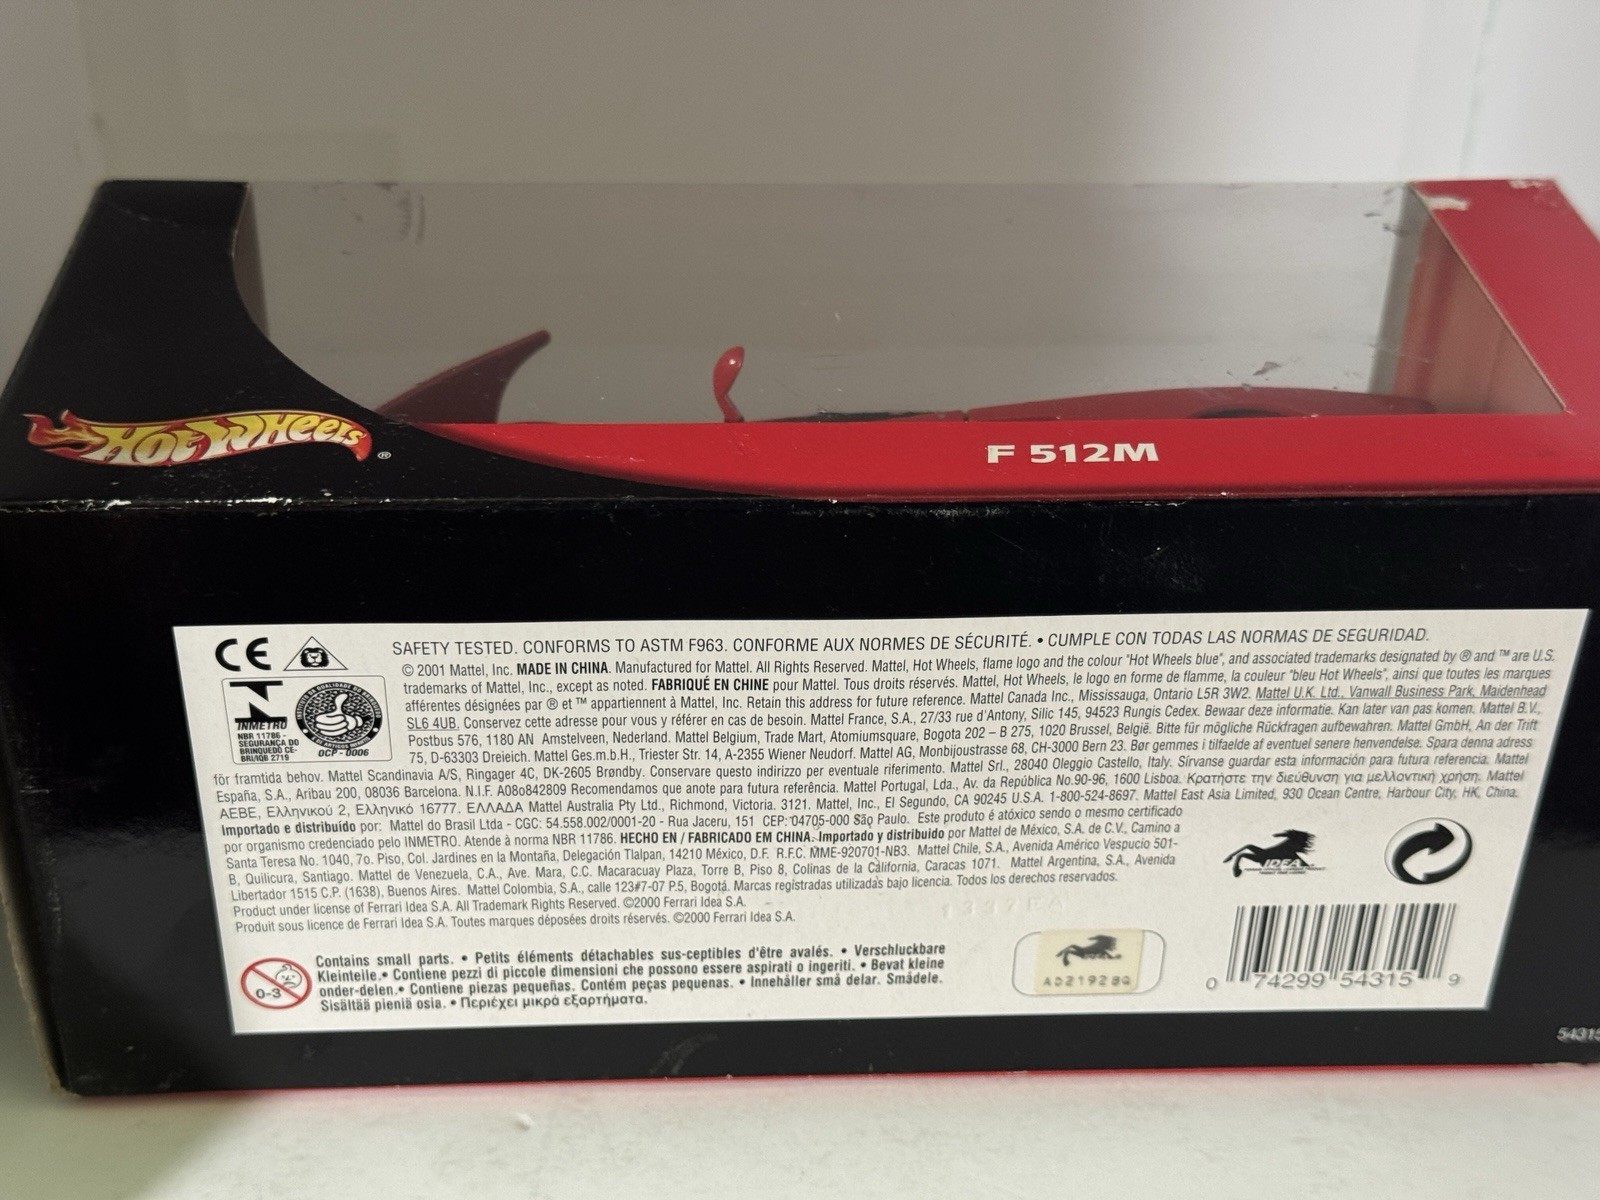 HOT WHEELS ®
F 512M
CE
SAFETY TESTED. CONFORMS TO ASTM F963. CONFORME AUX NORMES DE SÉCURITÉ. • CUMPLE CON TODAS LAS NORMAS DE SEGURIDAD.
© 2001 Mattel, Inc. MADE IN CHINA. Manufactured for Mattel. All Rights Reserved. Mattel, Hot Wheels, flame logo and the colour "Hot Wheels blue", and associated trademarks designated by ® and ™ are U.S.
trademarks of Mattel, Inc., except as noted. FABRIQUÉ EN CHINE pour Mattel. Tous droits réservés. Mattel, Hot Wheels, le logo en forme de flamme, la couleur "bleu Hot Wheels", ainsi que toutes les marques
afférentes désignées par ® et ™ appartiennent à Mattel, Inc. Retain this address for future reference. Mattel Canada Inc., Mississauga, Ontario L5R 3W2. Mattel U.K. Ltd., Vanwall Business Park, Maidenhead
SL6 4UB. Conservez cette adresse pour vous y référer en cas de besoin. Mattel France, S.A., 27/33 rue d'Antony, Silic 145, 94523 Rungis Cedex. Bewaar deze informatie. Kan later van pas komen. Mattel B.V.,
Postbus 576, 1180 AN Amstelveen, Nederland. Mattel Belgium, Trade Mart, Atomiumsquare, Bogota 202 – B 275, 1020 Brussel, België. Bitte für mögliche Rückfragen aufbewahren. Mattel GmbH, An der Trift
75, D-63303 Dreieich. Mattel Ges.m.b.H., Triester Str. 14, A-2355 Wiener Neudorf. Mattel AG, Monbijoustrasse 68, CH-3000 Bern 23. Bør gemmes i tilfaelde af eventuel senere henvendelse. Spara denna adress
för framtida behov. Mattel Scandinavia A/S, Ringager 4C, DK-2605 Brøndby. Conservare questo indirizzo per eventuale riferimento. Mattel Srl., 28040 Oleggio Castello, Italy. Sírvanse guardar esta información para futura referencia. Mattel
España, S.A., Aribau 200, 08036 Barcelona. N.I.F. A08o842809 Recomendamos que anote para futura referência. Mattel Portugal, Lda., Av. da República No.90-96, 1600 Lisboa. Κρατήστε την διεύθυνση για μελλοντική χρήση. Mattel
AEBE, Ελληνικού 2, Ελληνικό 16777. ΕΛΛΑΔΑ Mattel Australia Pty Ltd., Richmond, Victoria. 3121. Mattel, Inc., El Segundo, CA 90245 U.S.A. 1-800-524-8697. Mattel East Asia Limited, 930 Ocean Centre, Harbour City, HK, China.
Importado e distribuído por: Mattel do Brasil Ltda - CGC: 54.558.002/0001-20 - Rua Jaceru, 151 CEP: 04705-000 São Paulo. Este produto é atóxico sendo o mesmo certificado
por organismo credenciado pelo INMETRO. Atende à norma NBR 11786. HECHO EN / FABRICADO EM CHINA. Importado y distribuido por Mattel de México, S.A. de C.V., Camino a
Santa Teresa No. 1040, 7o. Piso, Col. Jardines en la Montaña, Delegación Tlalpan, 14210 México, D.F. R.F.C. MME-920701-NB3. Mattel Chile, S.A., Avenida Américo Vespucio 501-
B, Quilicura, Santiago. Mattel de Venezuela, C.A., Ave. Mara, C.C. Macaracuay Plaza, Torre B, Piso 8, Colinas de la California, Caracas 1071. Mattel Argentina, S.A., Avenida
Libertador 1515 C.P. (1638), Buenos Aires. Mattel Colombia, S.A., calle 123#7-07 P.5, Bogotá. Marcas registradas utilizadas bajo licencia. Todos los derechos reservados.
Product under license of Ferrari Idea S.A. All Trademark Rights Reserved. ©2000 Ferrari Idea S.A.
Produit sous licence de Ferrari Idea S.A. Toutes marques déposées droits réservés. ©2000 Ferrari Idea S.A.
INMETRO
NBR 11786 -
SEGURANÇA DO
BRINQUEDO CE-
BRI/IQB 2719
OCP - 0006
IDEA
1337EA
0-3
Contains small parts. • Petits éléments détachables sus-ceptibles d'être avalés. • Verschluckbare
Kleinteile.• Contiene pezzi di piccole dimensioni che possono essere aspirati o ingeriti. • Bevat kleine
onder-delen.• Contiene piezas pequeñas. Contém peças pequenas. • Innehåller små delar. Smådele.
Sisältää pieniä osia. • Περιέχει μικρά εξαρτήματα.
AD219280
0 74299 54315 9
54315